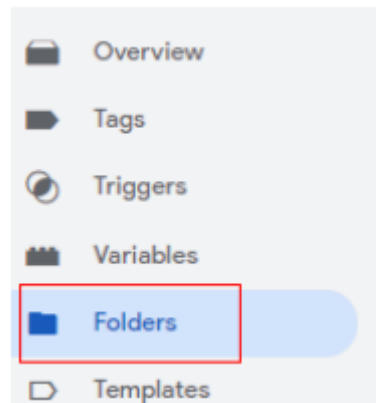 Overview
Tags
Triggers
Variables
Folders
Templates